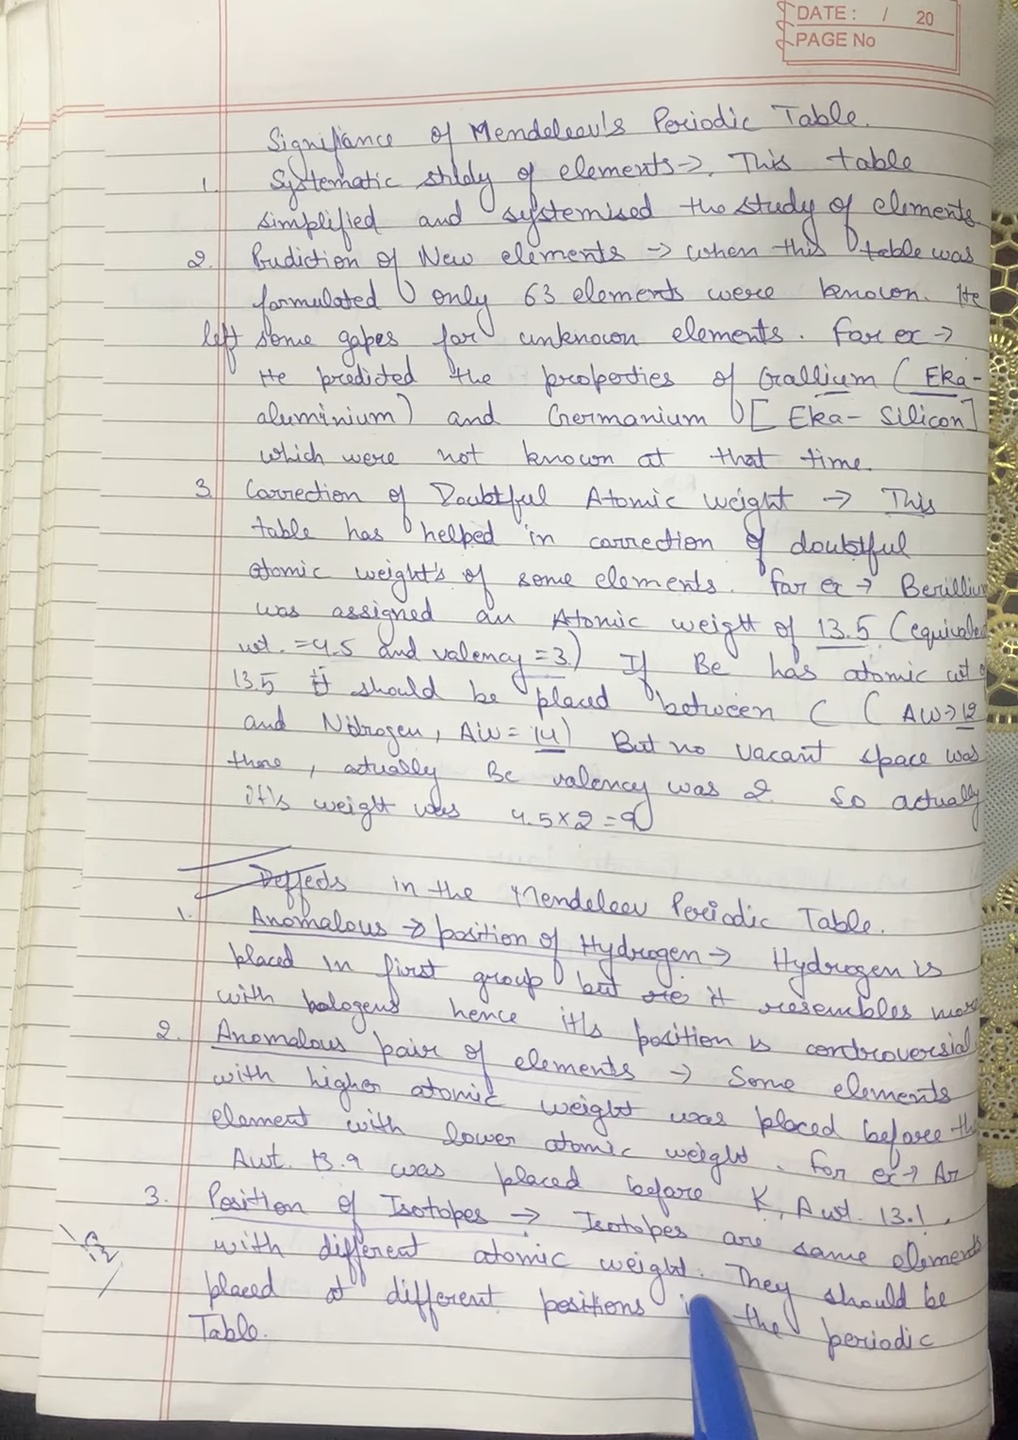 DATE: / 20
PAGE No
Signifiance of Mendeleev's Periodic Table.
1. Systematic study of elements →. This table
simplified and systemised the study of elements
2. Prediction of New elements → when this table was
formulated only 63 elements were known. He
left some gapes for unknown elements. For ex →
He predicted the properties of Gallium (Eka-
aluminium) and Germanium [Eka- Silicon]
which were not known at that time.
3. Correction of Doubtful Atomic weight → This
table has helped in correction of doubtful
atomic weight's of some elements. For ex → Berillium
was assigned an Atomic weight of 13.5 (equivalent
wt. = 4.5 and valency = 3) If Be has atomic wt of
13.5 it should be placed between C (AW → 12
and Nitrogen, AW = 14) But no vacant space was
there, actually Be valency was 2. So actually
it's weight was 4.5 × 2 = 9
Deffects in the Mendeleev Periodic Table.
1. Anomalous → position of Hydrogen → Hydrogen is
placed in first group but it resembles more
with halogens hence it's position is controversial
2. Anomalous pair of elements → Some elements
with higher atomic weight was placed before the
element with lower atomic weight. For ex → Ar
Awt. 13.9 was placed before K, Awt. 13.1.
3. Position of Isotopes → Isotopes are same elements
with different atomic weight. They should be
placed at different positions the periodic
Table.